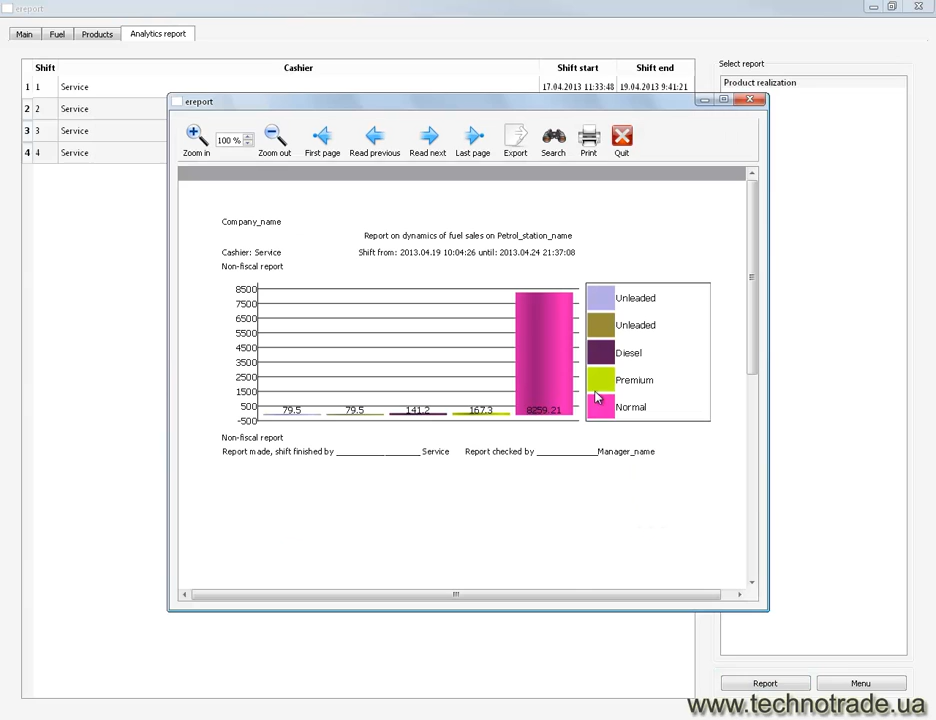 ereport
Main Fuel Products Analytics report
Shift Cashier Shift start Shift end
1 1 Service 17.04.2013 11:33:48 19.04.2013 9:41:21
2 2 Service
3 3 Service
4 4 Service
Select report
Product realization
ereport
Zoom in 100 % Zoom out First page Read previous Read next Last page Export Search Print Quit
Company_name
Report on dynamics of fuel sales on Petrol_station_name
Cashier: Service Shift from: 2013.04.19 10:04:26 until: 2013.04.24 21:37:08
Non-fiscal report
8500
7500
6500
5500
4500
3500
2500
1500
500
-500
79.5 79.5 141.2 167.3 8259.21
Unleaded
Unleaded
Diesel
Premium
Normal
Non-fiscal report
Report made, shift finished by ____________________ Service Report checked by ______________Manager_name
Report Menu
www.technotrade.ua